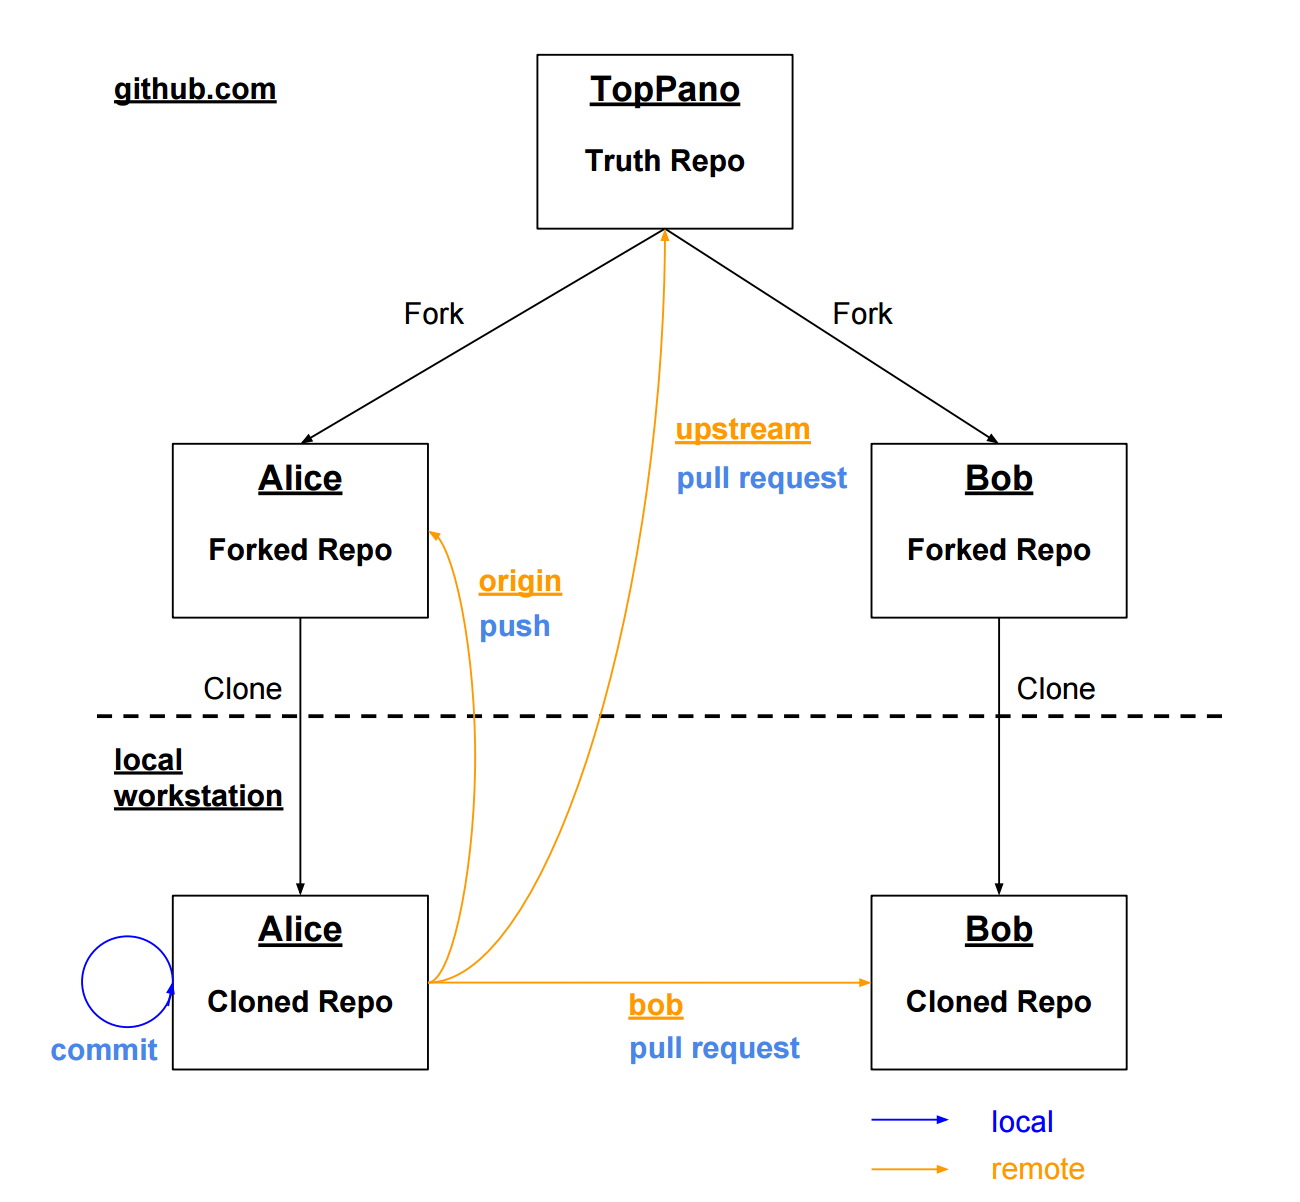 github.com
TopPano
Truth Repo
Fork
Fork
upstream
pull request
Alice
Forked Repo
Bob
Forked Repo
origin
push
Clone
Clone
local
workstation
Alice
Cloned Repo
Bob
Cloned Repo
bob
pull request
commit
local
remote